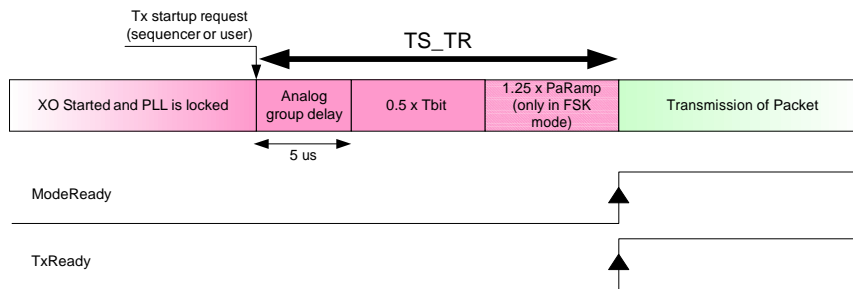 Tx startup request
(sequencer or user)
TS_TR
XO Started and PLL is locked
Analog
group delay
0.5 x Tbit
1.25 x PaRamp
(only in FSK
mode)
Transmission of Packet
5 us
ModeReady
TxReady